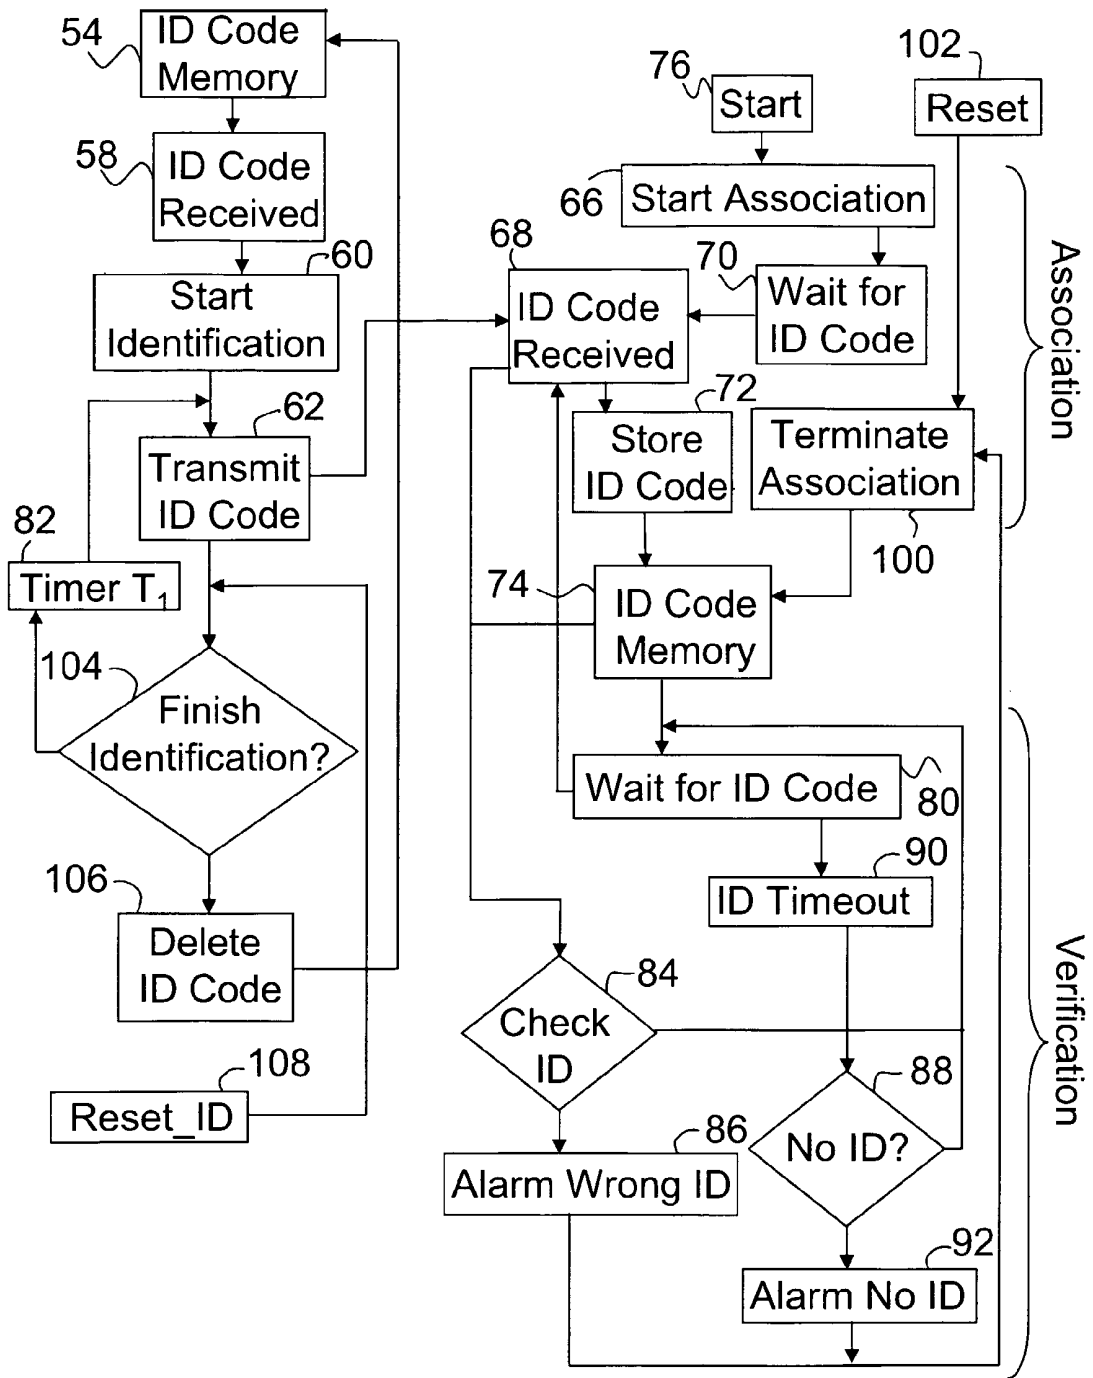 54
ID Code
Memory
58
ID Code
Received
60
Start
Identification
62
Transmit
ID Code
82
Timer T1
104
Finish
Identification?
106
Delete
ID Code
108
Reset_ID
76
Start
102
Reset
66
Start Association
68
ID Code
Received
70
Wait for
ID Code
72
Store
ID Code
Terminate
Association
100
Association
74
ID Code
Memory
Wait for ID Code
80
90
ID Timeout
84
Check
ID
88
No ID?
86
Alarm Wrong ID
92
Alarm No ID
Verification